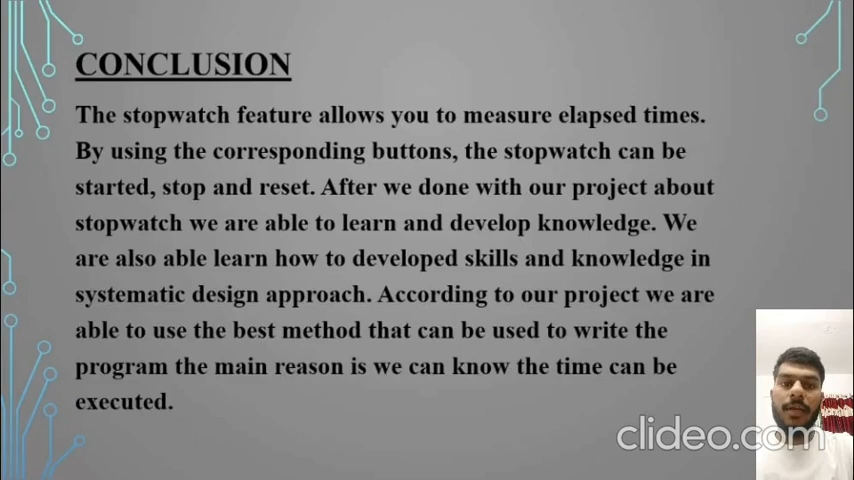 CONCLUSION
The stopwatch feature allows you to measure elapsed times.
By using the corresponding buttons, the stopwatch can be
started, stop and reset. After we done with our project about
stopwatch we are able to learn and develop knowledge. We
are also able learn how to developed skills and knowledge in
systematic design approach. According to our project we are
able to use the best method that can be used to write the
program the main reason is we can know the time can be
executed.
clideo.com